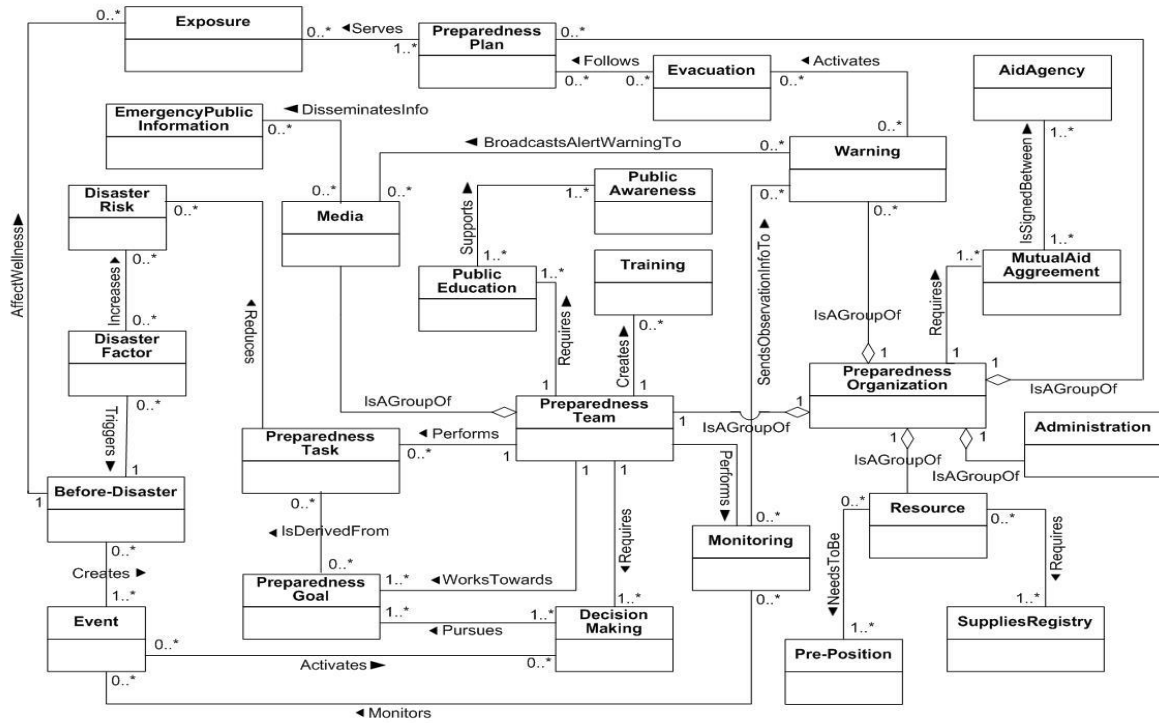 0..*
Exposure
0..*
◄Serves
1..*
Preparedness
Plan
0..*
0..*
◄Follows
0..*
0..*
Evacuation
◄Activates
0..*
0..*
AidAgency
1..*
EmergencyPublic
Information
◄DisseminatesInfo
0..*
◄BroadcastsAlertWarningTo
0..*
Warning
0..*
0..*
IsSignedBetween►
Disaster
Risk
0..*
0..*
0..*
Media
0..*
Supports►
1..*
Public
Awareness
1..*
Public
Education
1..*
Training
0..*
SendsObservationInfoTo►
1..*
1..*
MutualAid
Aggreement
Requires►
AffectWellness►
Increases►
0..*
Disaster
Factor
0..*
◄Reduces
Requires►
Creates►
IsAGroupOf
1
1
1
Preparedness
Organization
IsAGroupOf
Triggers►
1
Before-Disaster
1
0..*
IsAGroupOf
1
1
Preparedness
Team
1
1
1
1
IsAGroupOf
1
1
1
IsAGroupOf
IsAGroupOf
Administration
◄Performs
0..*
Preparedness
Task
0..*
Performs►
0..*
Monitoring
0..*
0..*
Resource
0..*
◄IsDerivedFrom
0..*
◄Requires
◄NeedsToBe
◄Requires
Creates ►
1..*
Event
0..*
0..*
Preparedness
Goal
1..*
◄WorksTowards
1..*
◄Pursues
1..*
1..*
Decision
Making
0..*
Activates ►
1..*
Pre-Position
1..*
SuppliesRegistry
◄Monitors